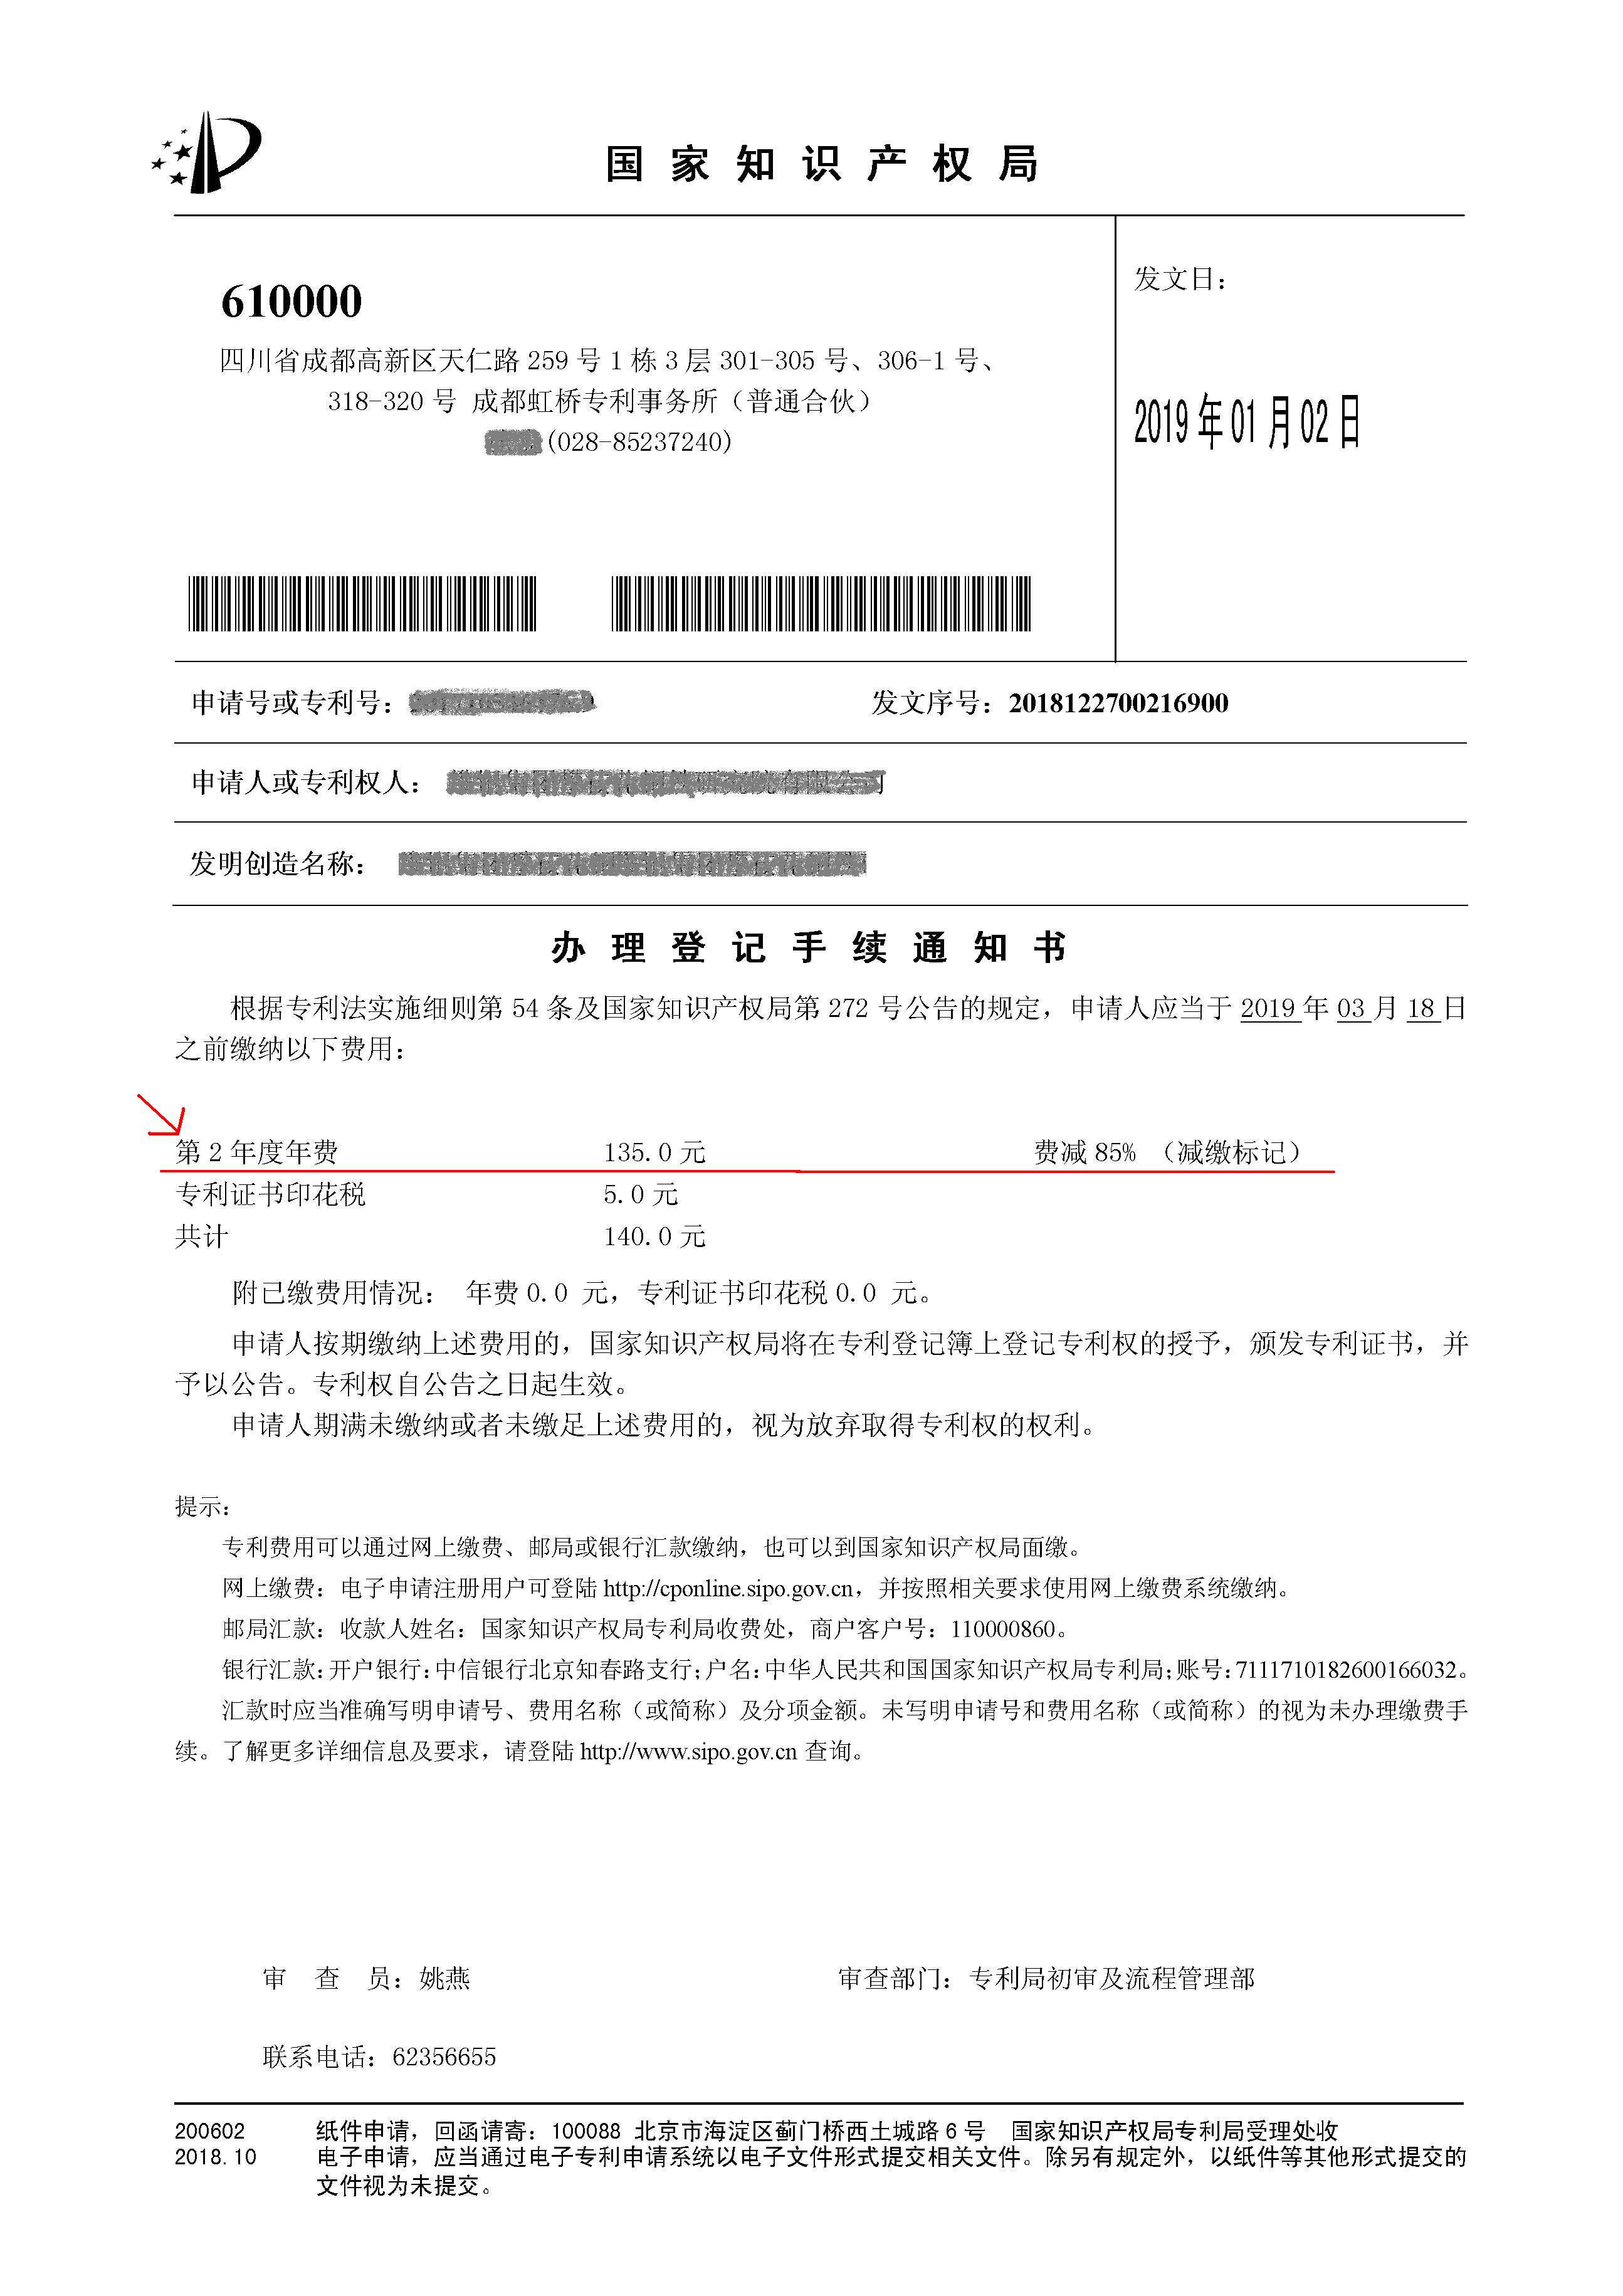 国家知识产权局
610000
发文日：
四川省成都高新区天仁路 259 号 1 栋 3 层 301-305 号、306-1 号、
318-320 号 成都虹桥专利事务所（普通合伙）
(028-85237240)
2019 年 01 月 02 日
申请号或专利号： 发文序号：2018122700216900
申请人或专利权人：
发明创造名称：
办理登记手续通知书
根据专利法实施细则第 54 条及国家知识产权局第 272 号公告的规定，申请人应当于 2019 年 03 月 18 日
之前缴纳以下费用：
第 2 年度年费 135.0 元 费减 85% （减缴标记）
专利证书印花税 5.0 元
共计 140.0 元
附已缴费用情况： 年费 0.0 元，专利证书印花税 0.0 元。
申请人按期缴纳上述费用的，国家知识产权局将在专利登记簿上登记专利权的授予，颁发专利证书，并
予以公告。专利权自公告之日起生效。
申请人期满未缴纳或者未缴足上述费用的，视为放弃取得专利权的权利。
提示：
专利费用可以通过网上缴费、邮局或银行汇款缴纳，也可以到国家知识产权局面缴。
网上缴费：电子申请注册用户可登陆 http://cponline.sipo.gov.cn，并按照相关要求使用网上缴费系统缴纳。
邮局汇款：收款人姓名：国家知识产权局专利局收费处，商户客户号：110000860。
银行汇款：开户银行：中信银行北京知春路支行；户名：中华人民共和国国家知识产权局专利局；账号：7111710182600166032。
汇款时应当准确写明申请号、费用名称（或简称）及分项金额。未写明申请号和费用名称（或简称）的视为未办理缴费手
续。了解更多详细信息及要求，请登陆 http://www.sipo.gov.cn 查询。
审 查 员：姚燕 审查部门：专利局初审及流程管理部
联系电话：62356655
200602 纸件申请，回函请寄：100088 北京市海淀区蓟门桥西土城路 6 号 国家知识产权局专利局受理处收
2018.10 电子申请，应当通过电子专利申请系统以电子文件形式提交相关文件。除另有规定外，以纸件等其他形式提交的
文件视为未提交。